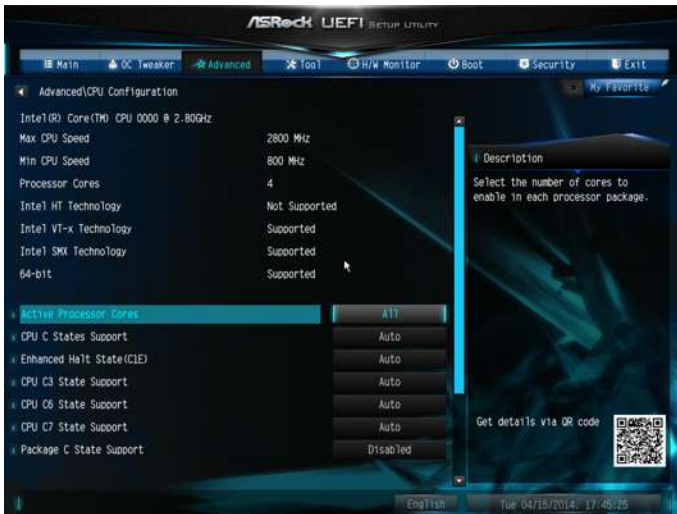 ASRock UEFI SETUP UTILITY
Main OC Tweaker Advanced Tool H/W Monitor Boot Security Exit
Advanced\CPU Configuration
My Favorite
Intel(R) Core(TM) CPU 0000 @ 2.80GHz
Max CPU Speed 2800 MHz
Min CPU Speed 800 MHz
Processor Cores 4
Intel HT Technology Not Supported
Intel VT-x Technology Supported
Intel SMX Technology Supported
64-bit Supported
Active Processor Cores All
CPU C States Support Auto
Enhanced Halt State(C1E) Auto
CPU C3 State Support Auto
CPU C6 State Support Auto
CPU C7 State Support Auto
Package C State Support Disabled
Description
Select the number of cores to
enable in each processor package.
Get details via QR code
English
Tue 04/15/2014, 17:45:25